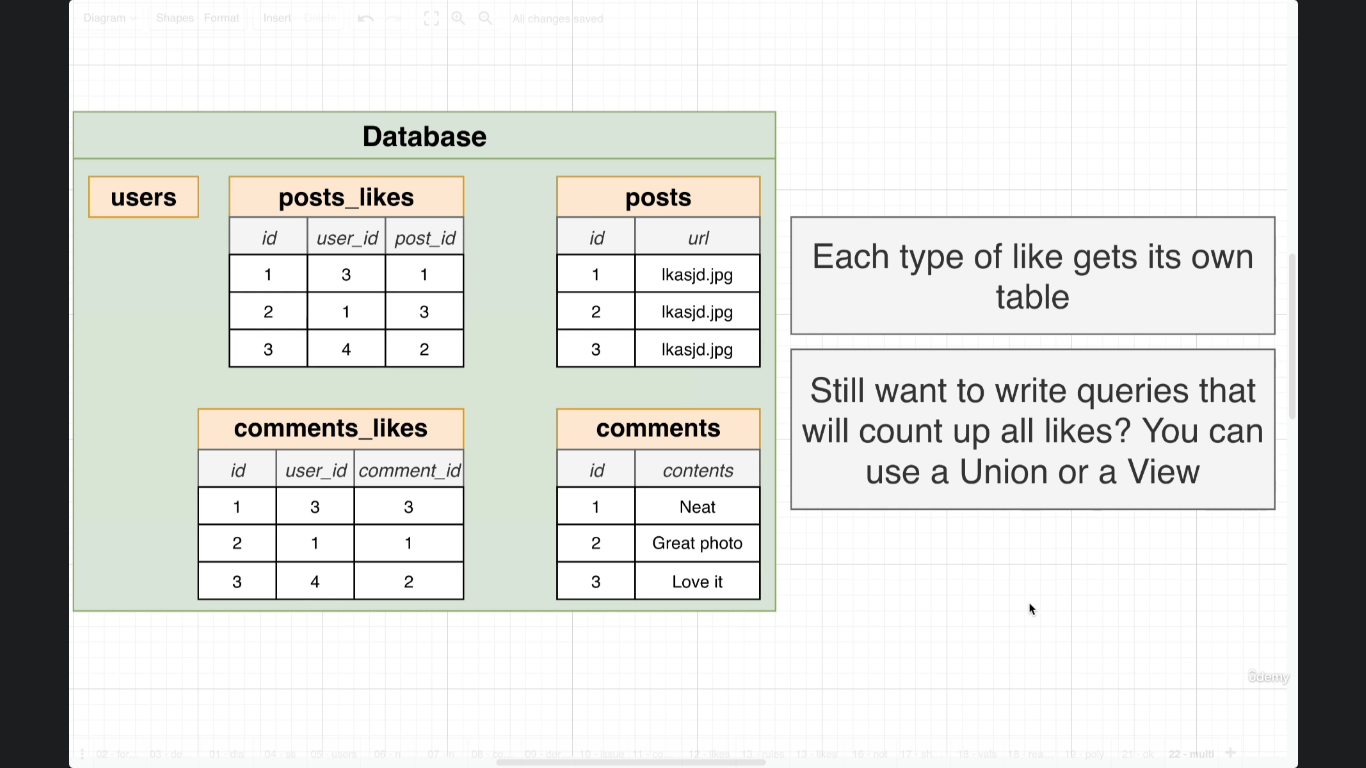 Diagram Shapes Format Insert Delete All changes saved
Database
users
posts_likes
id user_id post_id
1 3 1
2 1 3
3 4 2
posts
id url
1 lkasjd.jpg
2 lkasjd.jpg
3 lkasjd.jpg
comments_likes
id user_id comment_id
1 3 3
2 1 1
3 4 2
comments
id contents
1 Neat
2 Great photo
3 Love it
Each type of like gets its own
table
Still want to write queries that
will count up all likes? You can
use a Union or a View
ûdemy
22 - multi